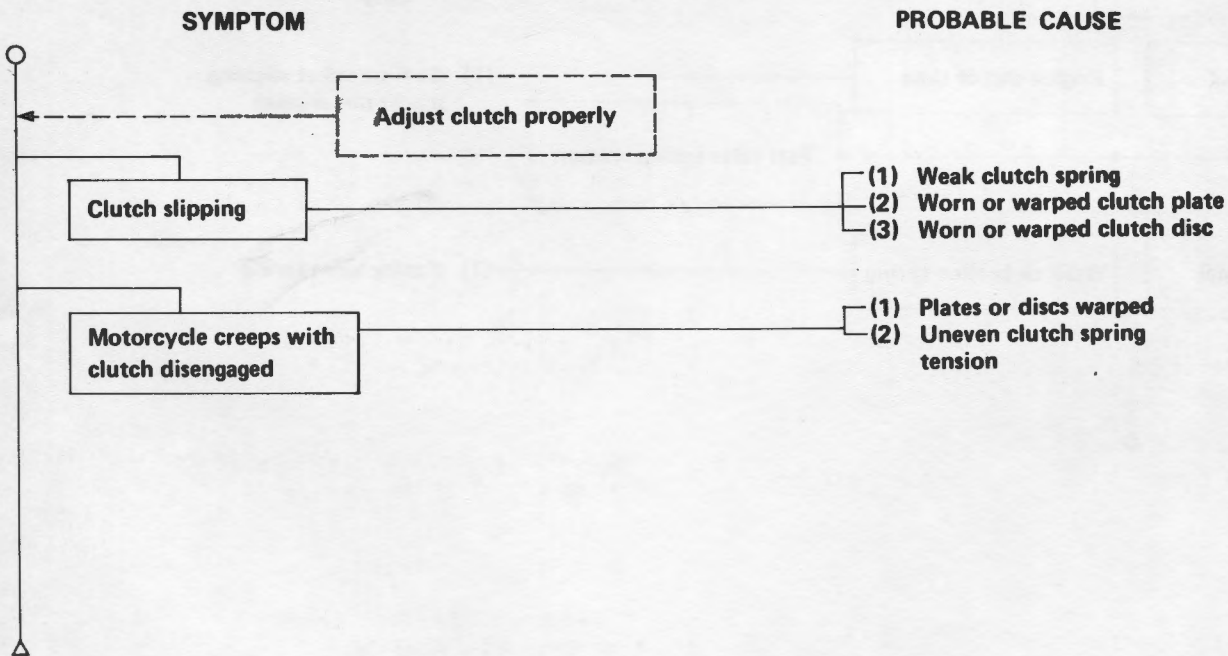 SYMPTOM
PROBABLE CAUSE
Adjust clutch properly
Clutch slipping
(1) Weak clutch spring
(2) Worn or warped clutch plate
(3) Worn or warped clutch disc
Motorcycle creeps with
clutch disengaged
(1) Plates or discs warped
(2) Uneven clutch spring
tension